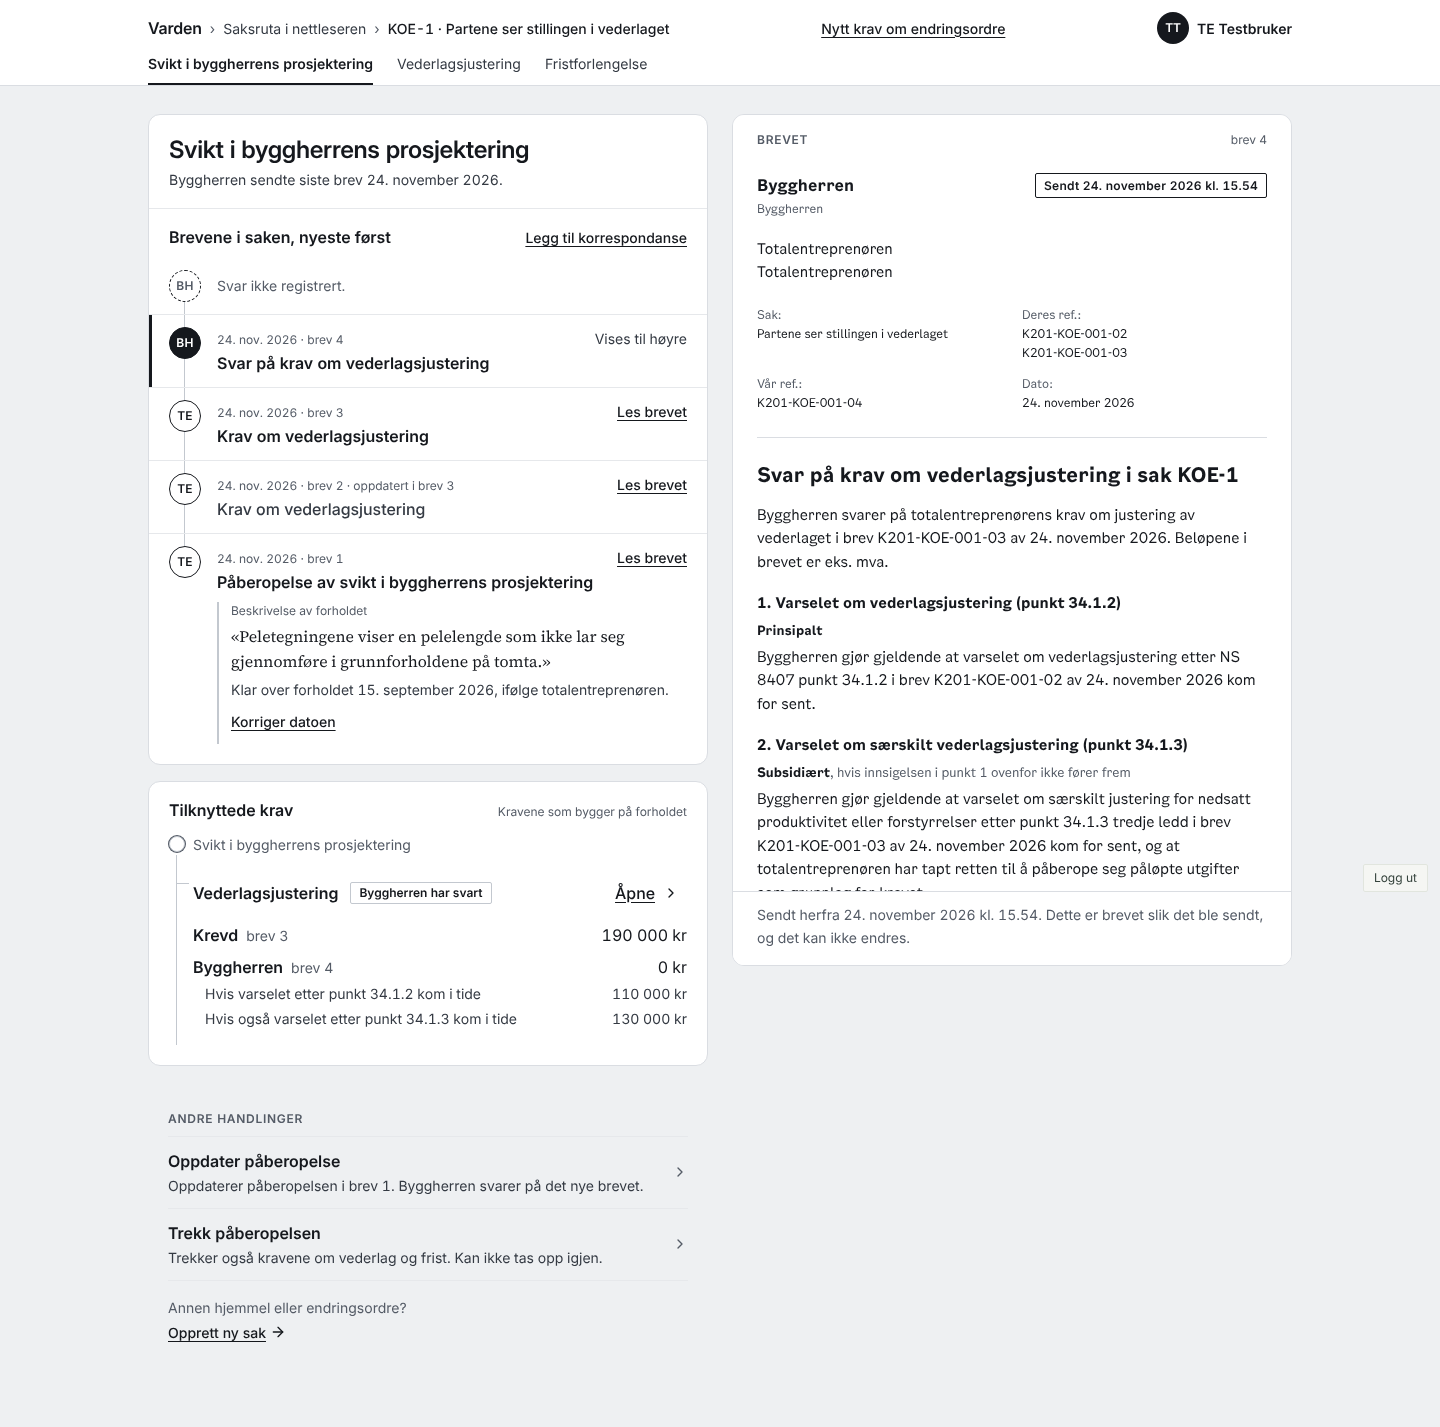 Varden › Saksruta i nettleseren › KOE-1 · Partene ser stillingen i vederlaget
Nytt krav om endringsordre
TT TE Testbruker
Svikt i byggherrens prosjektering Vederlagsjustering Fristforlengelse
Svikt i byggherrens prosjektering
Byggherren sendte siste brev 24. november 2026.
Brevene i saken, nyeste først
Legg til korrespondanse
BH Svar ikke registrert.
BH 24. nov. 2026 · brev 4
Vises til høyre
Svar på krav om vederlagsjustering
TE 24. nov. 2026 · brev 3
Les brevet
Krav om vederlagsjustering
TE 24. nov. 2026 · brev 2 · oppdatert i brev 3
Les brevet
Krav om vederlagsjustering
TE 24. nov. 2026 · brev 1
Les brevet
Påberopelse av svikt i byggherrens prosjektering
Beskrivelse av forholdet
«Peletegningene viser en pelelengde som ikke lar seg
gjennomføre i grunnforholdene på tomta.»
Klar over forholdet 15. september 2026, ifølge totalentreprenøren.
Korriger datoen
Tilknyttede krav
Kravene som bygger på forholdet
Svikt i byggherrens prosjektering
Vederlagsjustering Byggherren har svart Åpne
Krevd brev 3 190 000 kr
Byggherren brev 4 0 kr
Hvis varselet etter punkt 34.1.2 kom i tide 110 000 kr
Hvis også varselet etter punkt 34.1.3 kom i tide 130 000 kr
ANDRE HANDLINGER
Oppdater påberopelse
Oppdaterer påberopelsen i brev 1. Byggherren svarer på det nye brevet.
Trekk påberopelsen
Trekker også kravene om vederlag og frist. Kan ikke tas opp igjen.
Annen hjemmel eller endringsordre?
Opprett ny sak →
BREVET brev 4
Byggherren
Sendt 24. november 2026 kl. 15.54
Byggherren
Totalentreprenøren
Totalentreprenøren
Sak:
Partene ser stillingen i vederlaget
Deres ref.:
K201-KOE-001-02
K201-KOE-001-03
Vår ref.:
K201-KOE-001-04
Dato:
24. november 2026
Svar på krav om vederlagsjustering i sak KOE-1
Byggherren svarer på totalentreprenørens krav om justering av
vederlaget i brev K201-KOE-001-03 av 24. november 2026. Beløpene i
brevet er eks. mva.
1. Varselet om vederlagsjustering (punkt 34.1.2)
Prinsipalt
Byggherren gjør gjeldende at varselet om vederlagsjustering etter NS
8407 punkt 34.1.2 i brev K201-KOE-001-02 av 24. november 2026 kom
for sent.
2. Varselet om særskilt vederlagsjustering (punkt 34.1.3)
Subsidiært, hvis innsigelsen i punkt 1 ovenfor ikke fører frem
Byggherren gjør gjeldende at varselet om særskilt justering for nedsatt
produktivitet eller forstyrrelser etter punkt 34.1.3 tredje ledd i brev
K201-KOE-001-03 av 24. november 2026 kom for sent, og at
totalentreprenøren har tapt retten til å påberope seg påløpte utgifter
Sendt herfra 24. november 2026 kl. 15.54. Dette er brevet slik det ble sendt,
og det kan ikke endres.
Logg ut